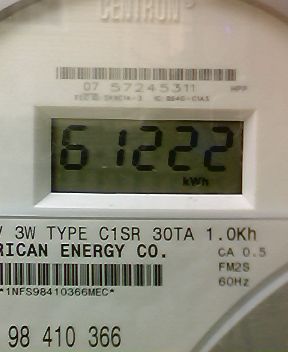 CENTRON
07 57245311 MPP
61222
kWh
V 3W TYPE C1SR 30TA 1.0Kh
RICAN ENERGY CO. CA 0.5
FM2S
*1NFS98410366MEC* 60Hz
98 410 366